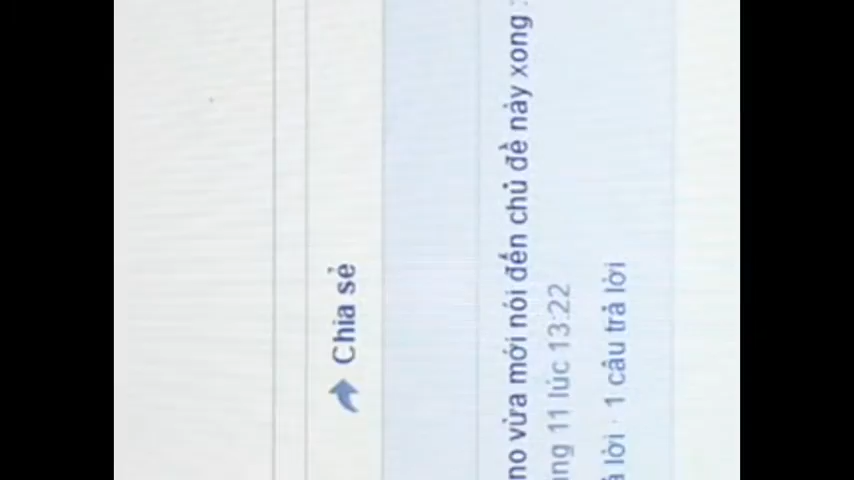 Chia sẻ
no vừa mới nói đến chủ đề này xong :
ng 11 lúc 13:22
lời · 1 câu trả lời